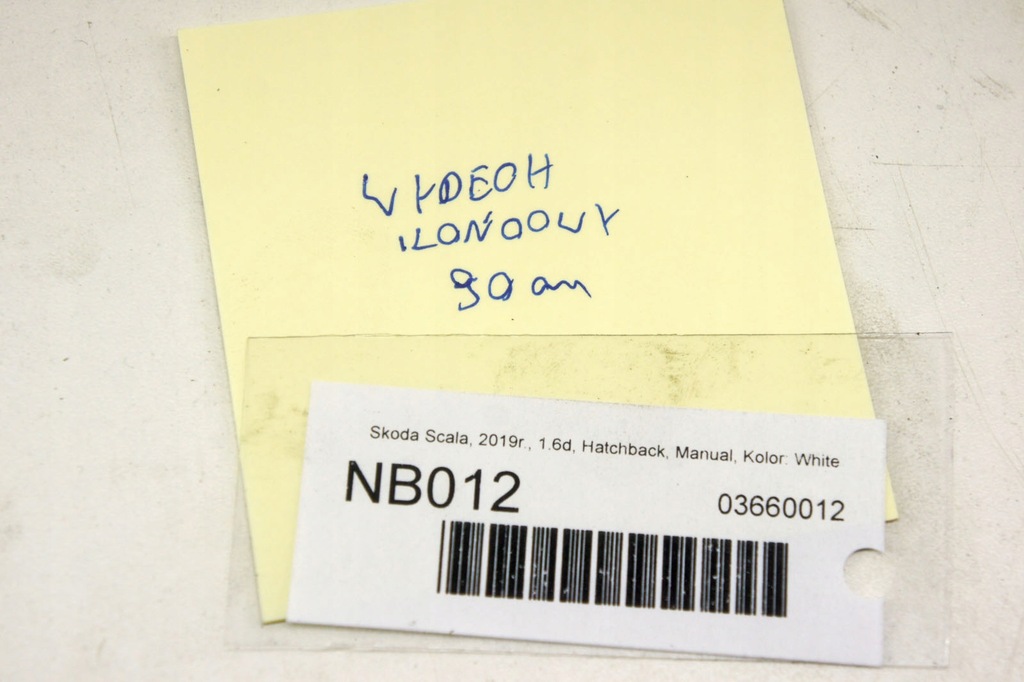 WYDECH
KOŃCOWY
90 cm
Skoda Scala, 2019r., 1.6d, Hatchback, Manual, Kolor: White
NB012
03660012